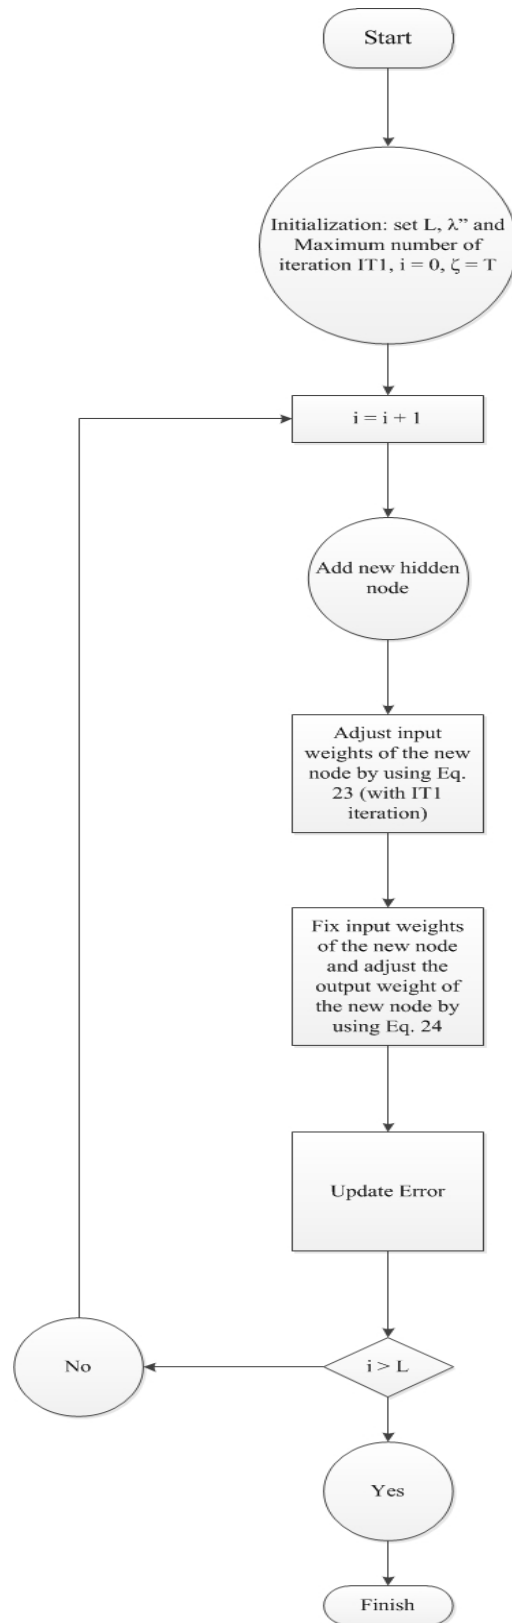 Start
Initialization: set L, λ” and
Maximum number of
iteration IT1, i = 0, ζ = T
i = i + 1
Add new hidden
node
Adjust input
weights of the new
node by using Eq.
23 (with IT1
iteration)
Fix input weights
of the new node
and adjust the
output weight of
the new node by
using Eq. 24
Update Error
i > L
No
Yes
Finish